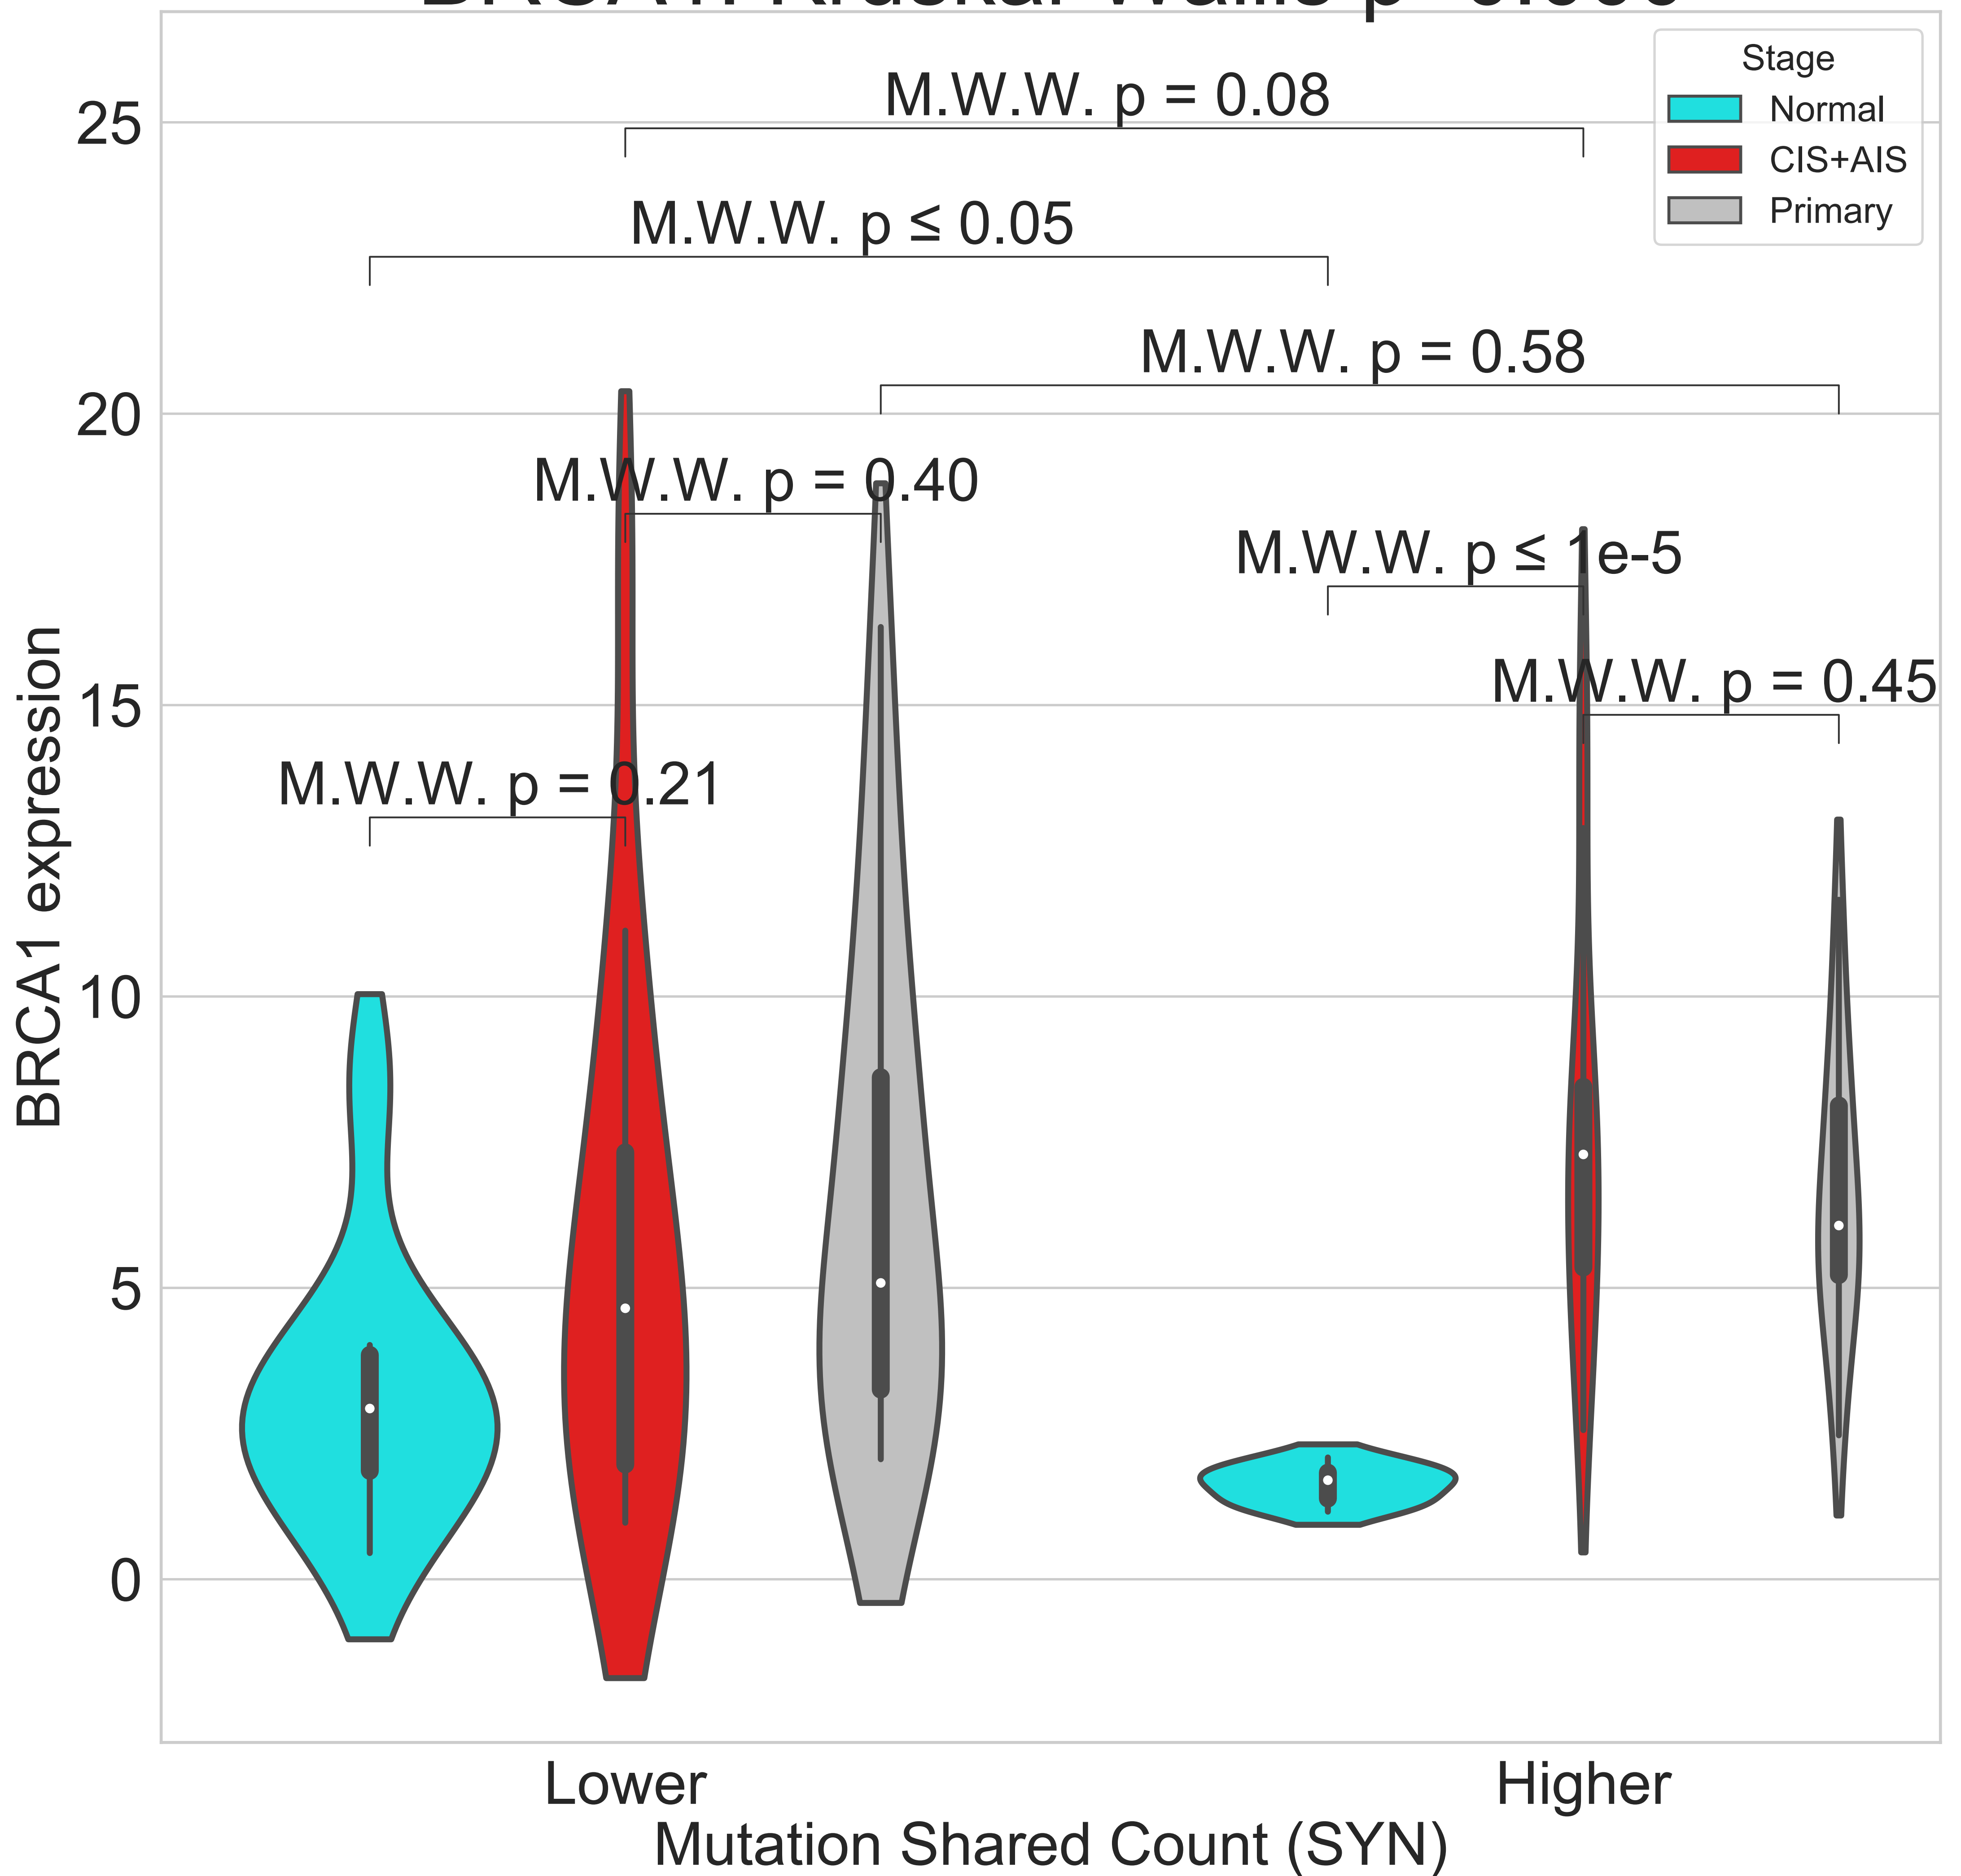 Stage
Normal
CIS+AIS
Primary
M.W.W. p = 0.08
M.W.W. p ≤ 0.05
M.W.W. p = 0.58
M.W.W. p = 0.40
M.W.W. p ≤ 1e-5
M.W.W. p = 0.45
M.W.W. p = 0.21
25
20
15
10
5
0
BRCA1 expression
Lower
Higher
Mutation Shared Count (SYN)